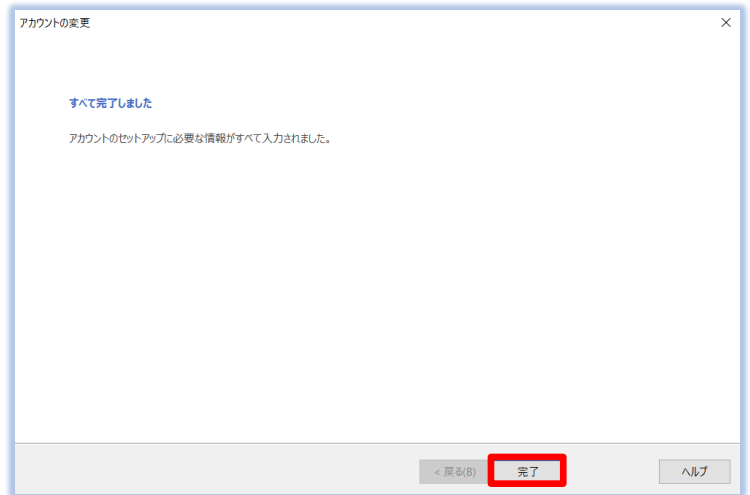 アカウントの変更
すべて完了しました
アカウントのセットアップに必要な情報がすべて入力されました。
< 戻る(B)
完了
ヘルプ